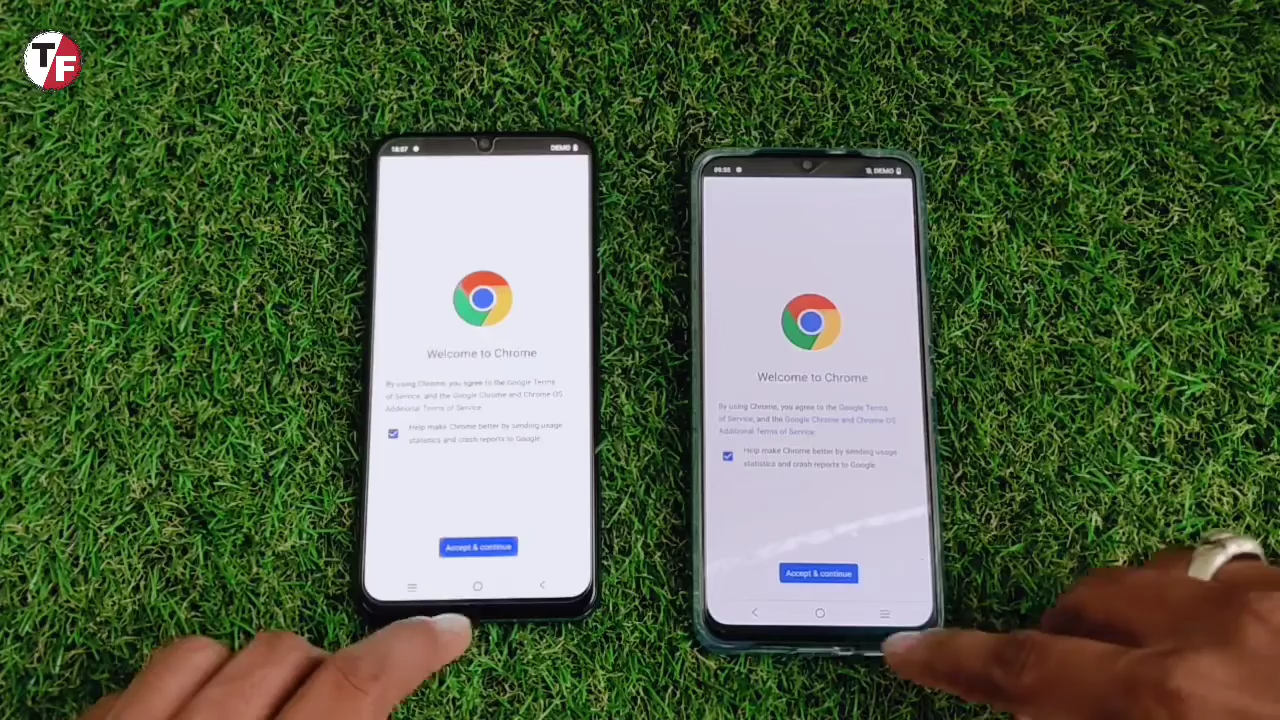 TF
18:57
DEMO
Welcome to Chrome
By using Chrome, you agree to the Google Terms
of Service, and the Google Chrome and Chrome OS
Additional Terms of Service.
Help make Chrome better by sending usage
statistics and crash reports to Google.
Accept & continue
09:55
DEMO
Welcome to Chrome
By using Chrome, you agree to the Google Terms
of Service, and the Google Chrome and Chrome OS
Additional Terms of Service.
Help make Chrome better by sending usage
statistics and crash reports to Google.
Accept & continue